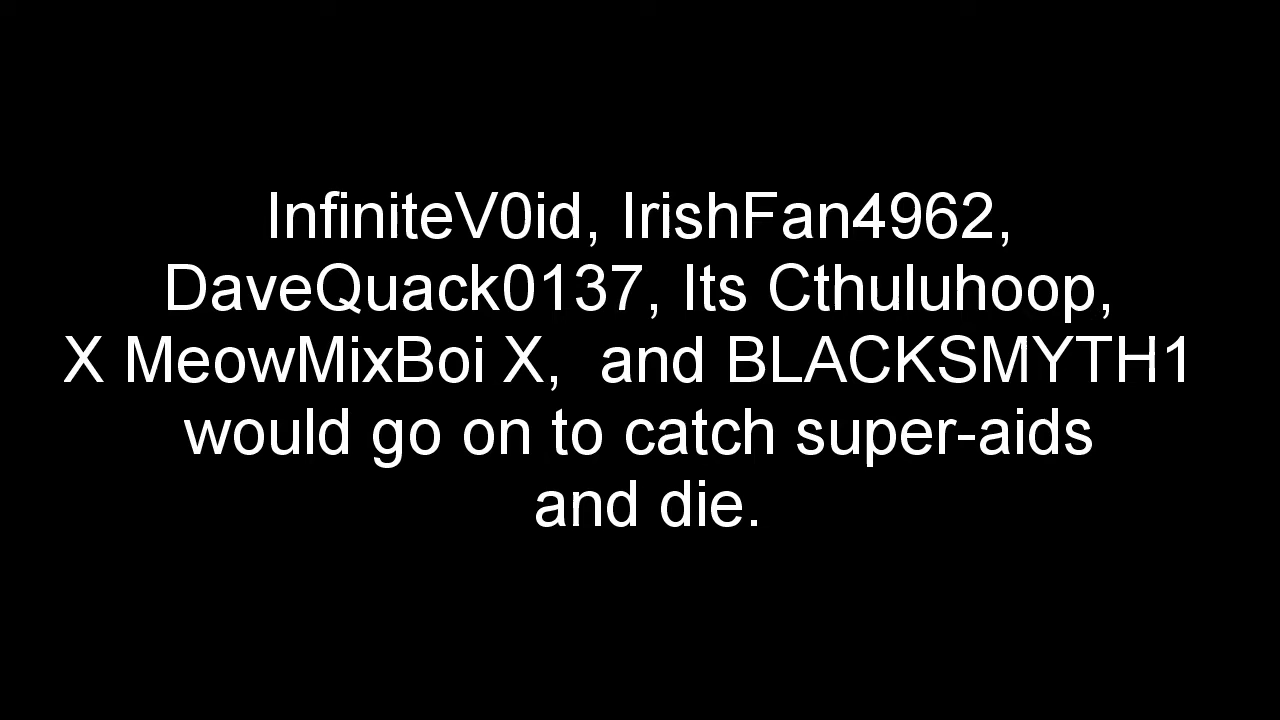 InfiniteV0id, IrishFan4962,
DaveQuack0137, Its Cthuluhoop,
X MeowMixBoi X,  and BLACKSMYTH1
would go on to catch super-aids
and die.